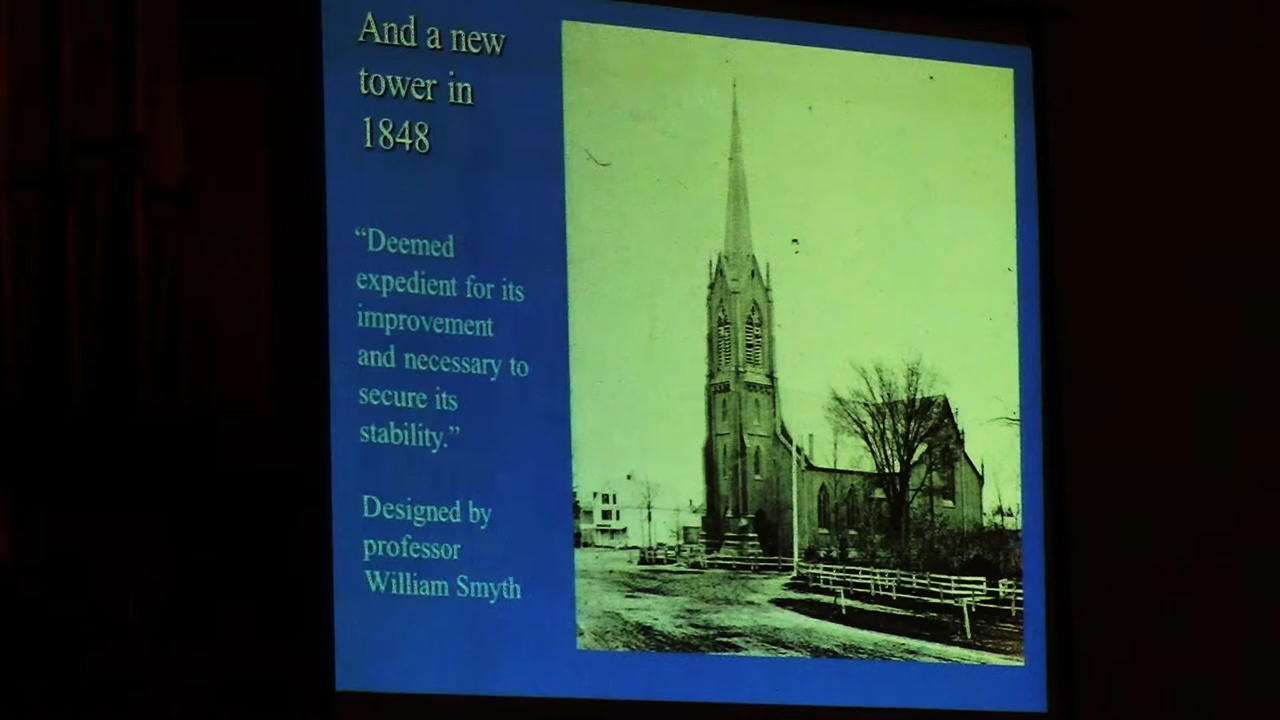 And a new
tower in
1848
“Deemed
expedient for its
improvement
and necessary to
secure its
stability.”
Designed by
professor
William Smyth